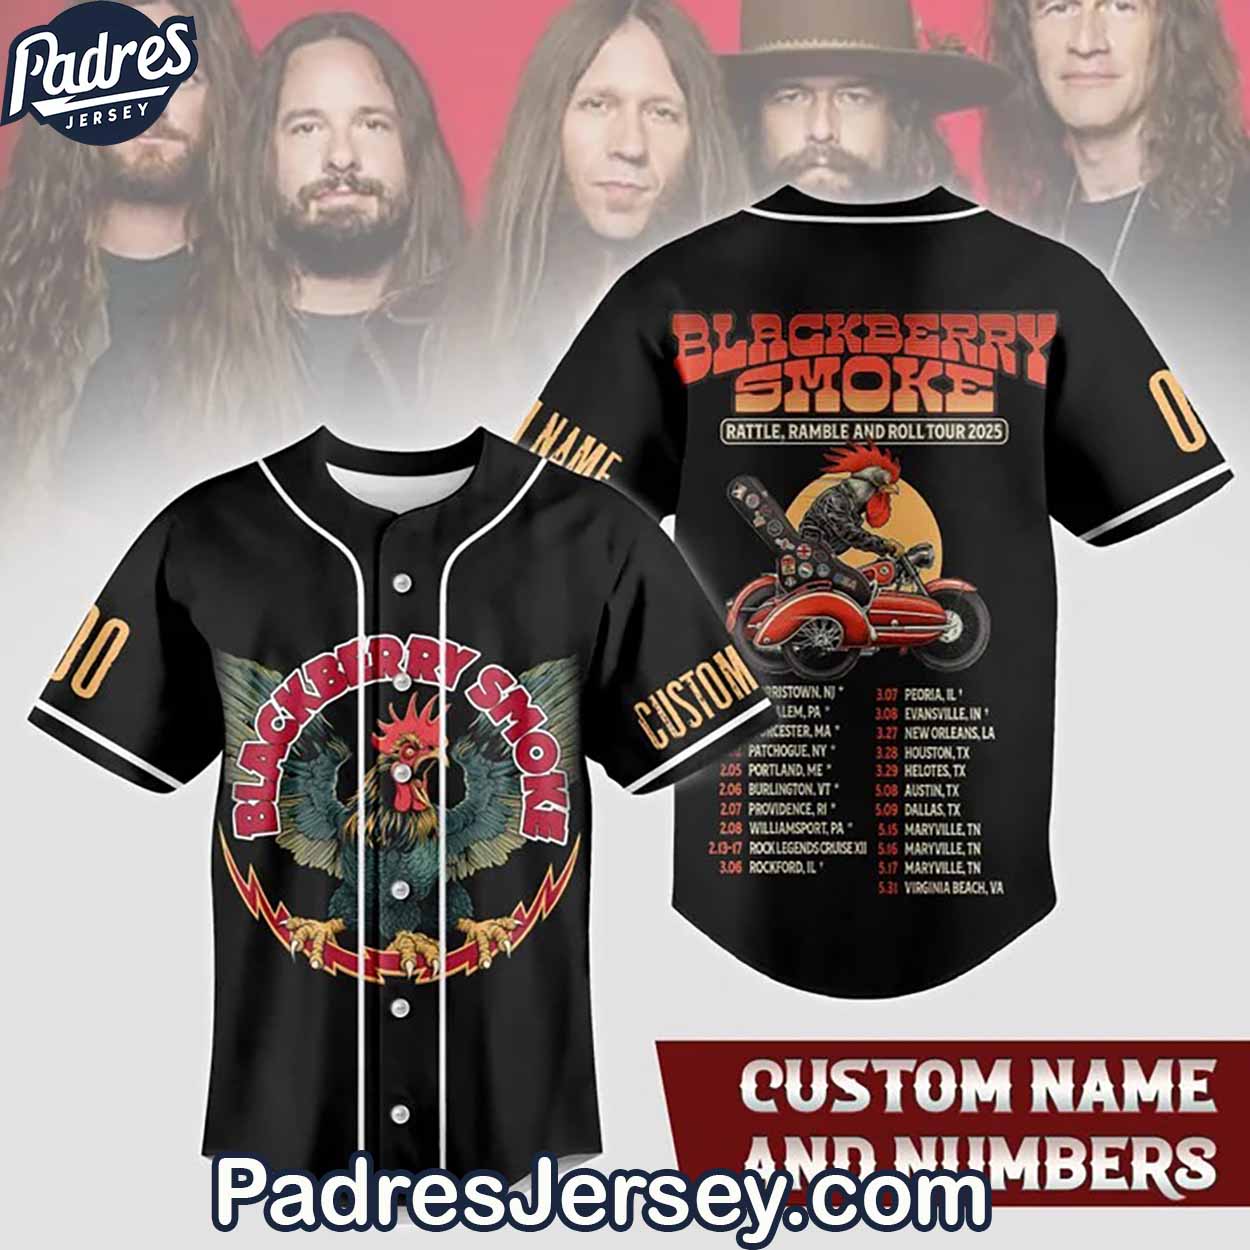 Padres
JERSEY
BLACKBERRY
SMOKE
RATTLE, RAMBLE AND ROLL TOUR 2025
NAME
0
00
CUSTOM
BLACKBERRY SMOKE
PATCHOGUE, NY *
2.05 PORTLAND, ME *
2.06 BURLINGTON, VT *
2.07 PROVIDENCE, RI *
2.08 WILLIAMSPORT, PA *
2.13-17 ROCK LEGENDS CRUISE XII
3.06 ROCKFORD, IL †
3.07 PEORIA, IL †
3.08 EVANSVILLE, IN †
3.27 NEW ORLEANS, LA
3.28 HOUSTON, TX
3.29 HELOTES, TX
5.08 AUSTIN, TX
5.09 DALLAS, TX
5.15 MARYVILLE, TN
5.16 MARYVILLE, TN
5.17 MARYVILLE, TN
5.31 VIRGINIA BEACH, VA
CUSTOM NAME
AND NUMBERS
PadresJersey.com